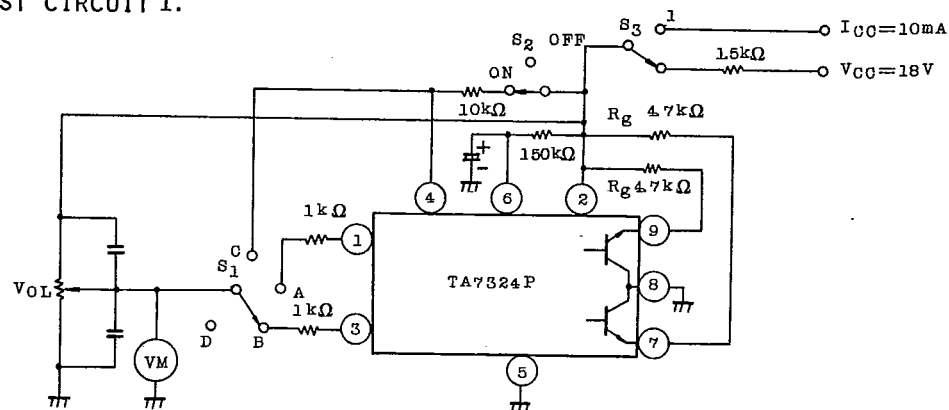 ST CIRCUIT 1.
S3
1
ICC=10mA
S2
OFF
15kΩ
VCC=18V
ON
10kΩ
Rg 4.7kΩ
+
-
150kΩ
Rg 4.7kΩ
4
6
2
1kΩ
1
9
C
S1
A
TA7324P
8
VOL
1kΩ
D
B
3
7
VM
5